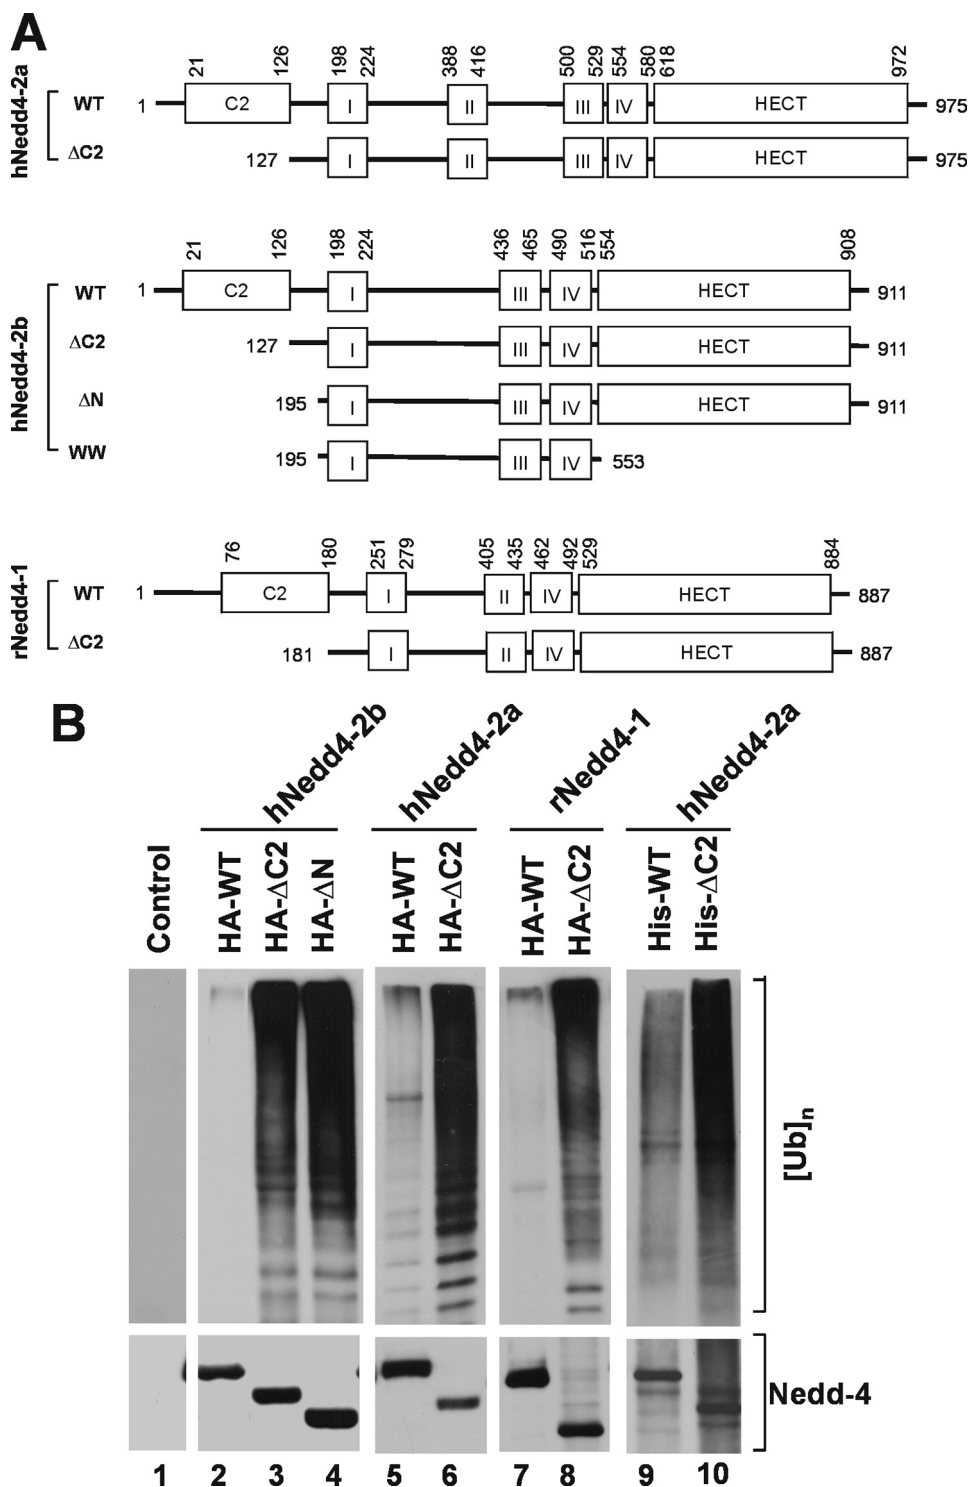 A
hNedd4-2a
21 126 198 224 388 416 500 529 554 580 618 972
WT 1 C2 I II III IV HECT 975
ΔC2 127 I II III IV HECT 975
hNedd4-2b
21 126 198 224 436 465 490 516 554 908
WT 1 C2 I III IV HECT 911
ΔC2 127 I III IV HECT 911
ΔN 195 I III IV HECT 911
WW 195 I III IV 553
rNedd4-1
76 180 251 279 405 435 462 492 529 884
WT 1 C2 I II IV HECT 887
ΔC2 181 I II IV HECT 887
B
hNedd4-2b hNedd4-2a rNedd4-1 hNedd4-2a
Control HA-WT HA-ΔC2 HA-ΔN HA-WT HA-ΔC2 HA-WT HA-ΔC2 His-WT His-ΔC2
[Ub]n
Nedd-4
1 2 3 4 5 6 7 8 9 10